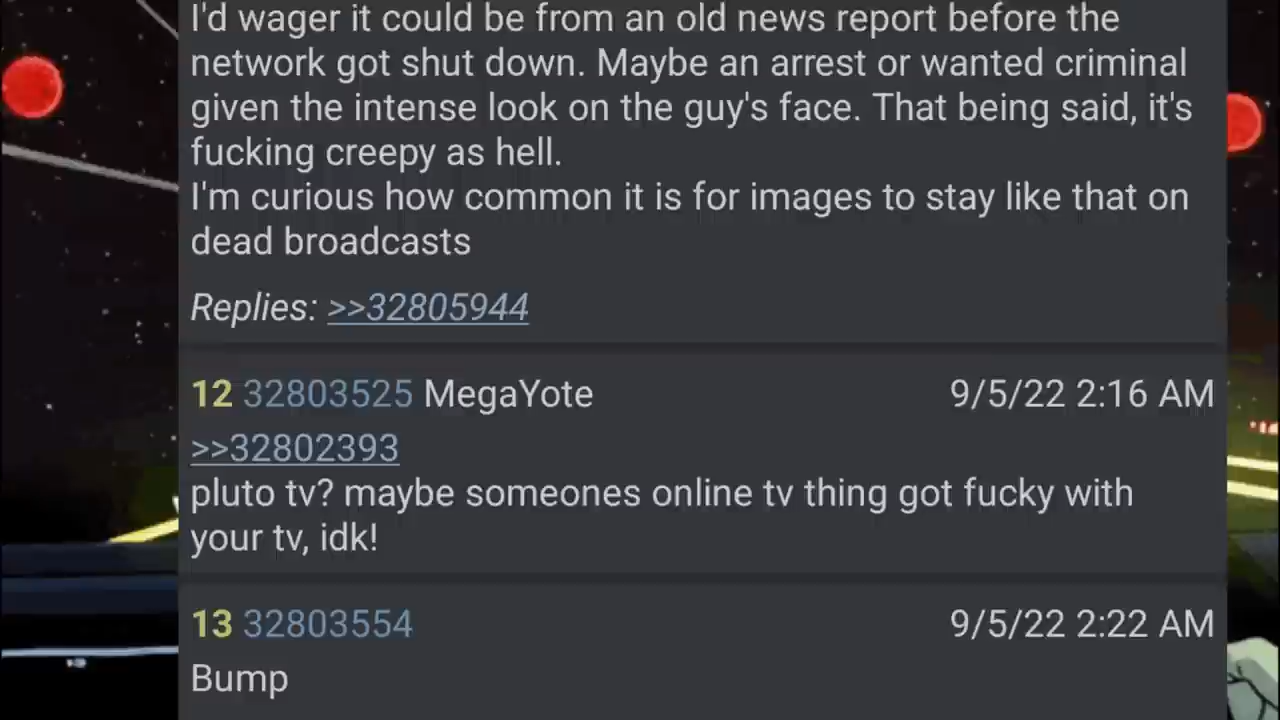 I'd wager it could be from an old news report before the
network got shut down. Maybe an arrest or wanted criminal
given the intense look on the guy's face. That being said, it's
fucking creepy as hell.
I'm curious how common it is for images to stay like that on
dead broadcasts
Replies: >>32805944
12 32803525 MegaYote 9/5/22 2:16 AM
>>32802393
pluto tv? maybe someones online tv thing got fucky with
your tv, idk!
13 32803554 9/5/22 2:22 AM
Bump